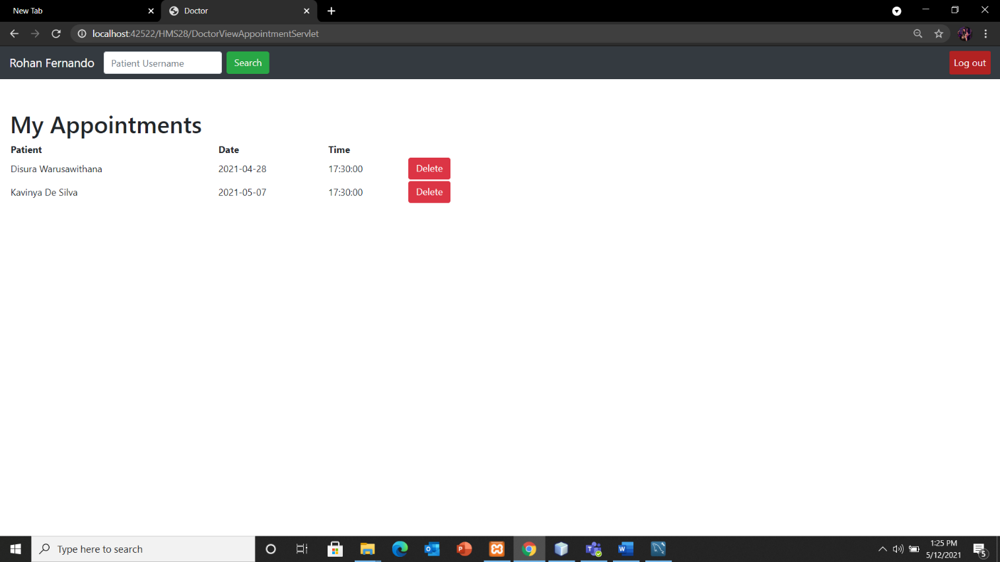 New Tab
Doctor
localhost:42522/HMS28/DoctorViewAppointmentServlet
Rohan Fernando Patient Username Search Log out
My Appointments
Patient Date Time
Disura Warusawithana 2021-04-28 17:30:00 Delete
Kavinya De Silva 2021-05-07 17:30:00 Delete
Type here to search
1:25 PM
5/12/2021
5